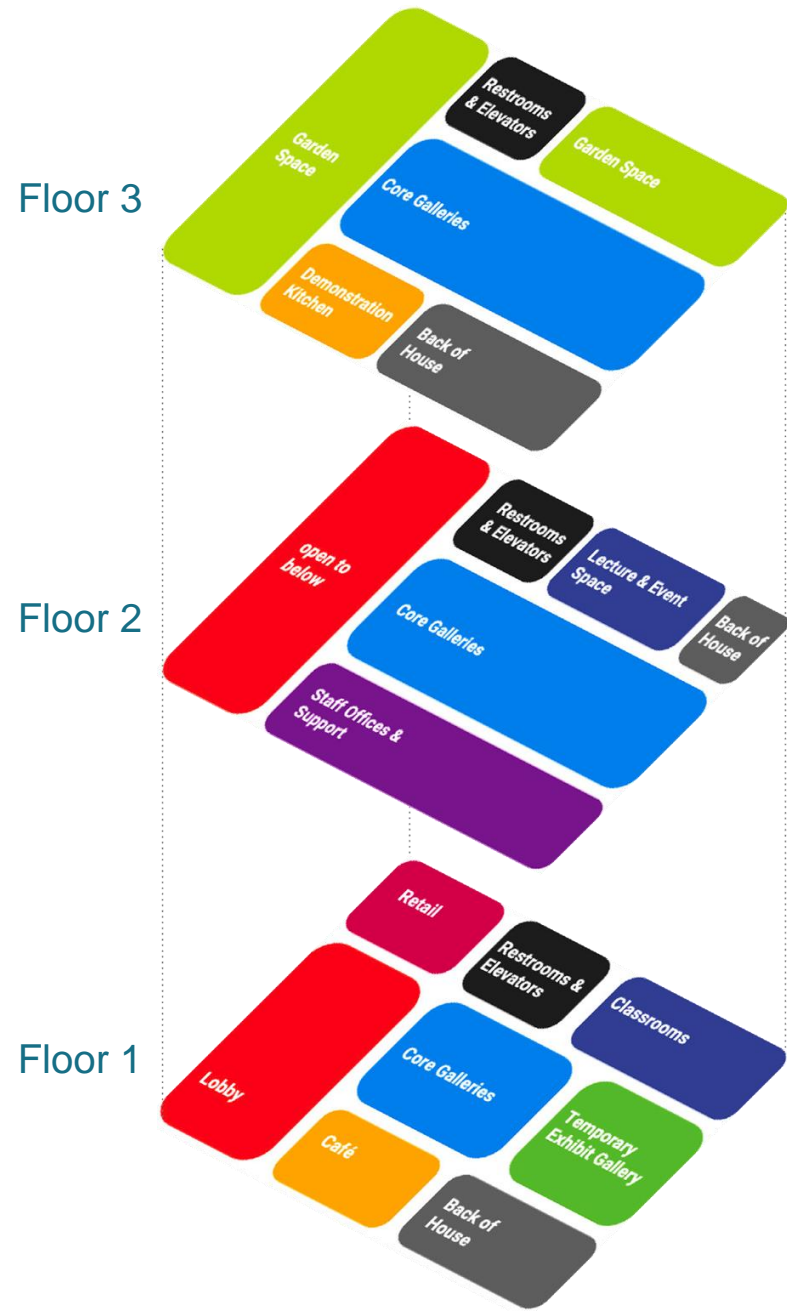 Floor 3
Garden
Space
Restrooms
& Elevators
Garden Space
Core Galleries
Demonstration
Kitchen
Back of
House
Floor 2
open to
below
Restrooms
& Elevators
Lecture & Event
Space
Back of
House
Core Galleries
Staff Offices &
Support
Floor 1
Retail
Restrooms &
Elevators
Classrooms
Lobby
Core Galleries
Temporary
Exhibit Gallery
Café
Back of
House